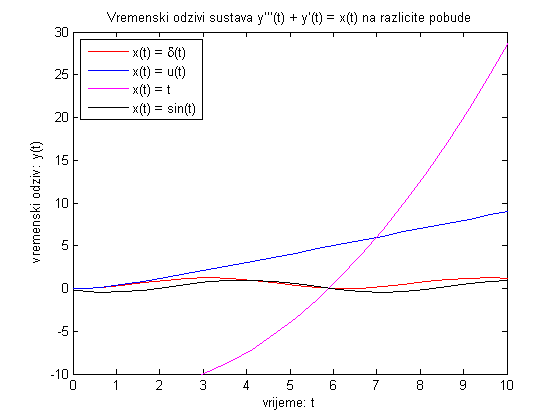 Vremenski odzivi sustava y'''(t) + y'(t) = x(t) na razlicite pobude
x(t) = δ(t)
x(t) = u(t)
x(t) = t
x(t) = sin(t)
30
25
20
15
10
5
0
-5
-10
vremenski odziv: y(t)
0 1 2 3 4 5 6 7 8 9 10
vrijeme: t